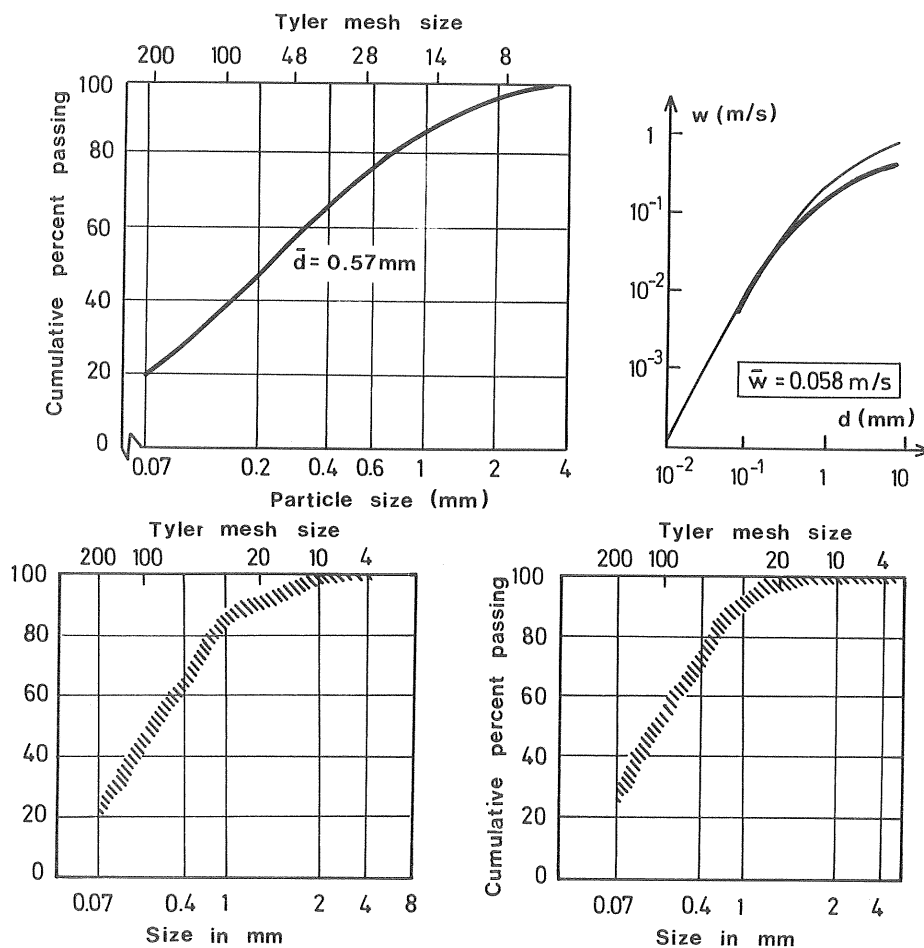 Tyler mesh size
200 100 48 28 14 8
Cumulative percent passing
100
80
60
40
20
0
d̄ = 0.57mm
0.07 0.2 0.4 0.6 1 2 4
Particle size (mm)
w (m/s)
1
10⁻¹
10⁻²
10⁻³
w̄ = 0.058 m/s
d (mm)
10⁻² 10⁻¹ 1 10
Tyler mesh size
200 100 20 10 4
100
80
60
40
20
0
0.07 0.4 1 2 4 8
Size in mm
Tyler mesh size
200 100 20 10 4
Cumulative percent passing
100
80
60
40
20
0
0.07 0.4 1 2 4
Size in mm